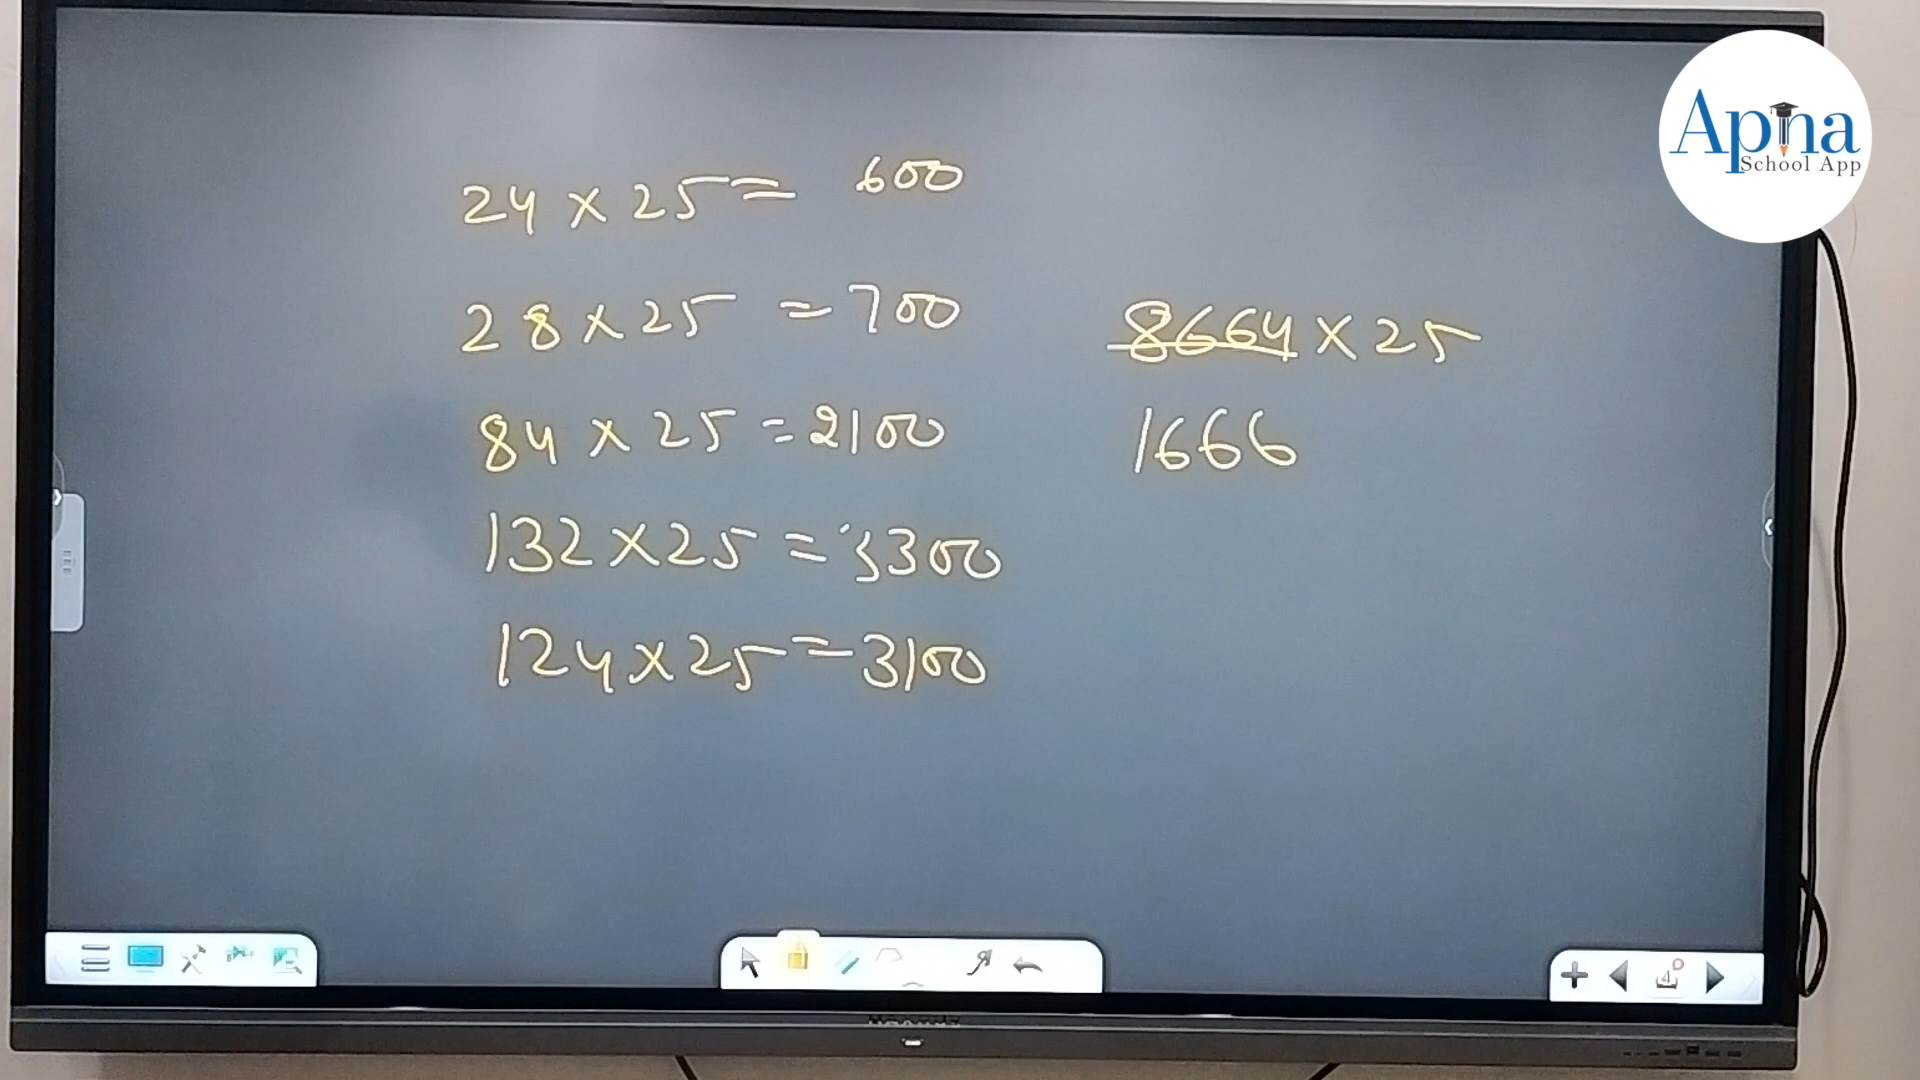 Apna
School App
24 × 25 = 600
28 × 25 = 700
84 × 25 = 2100
132 × 25 = 3300
124 × 25 = 3100
8664 × 25
1666